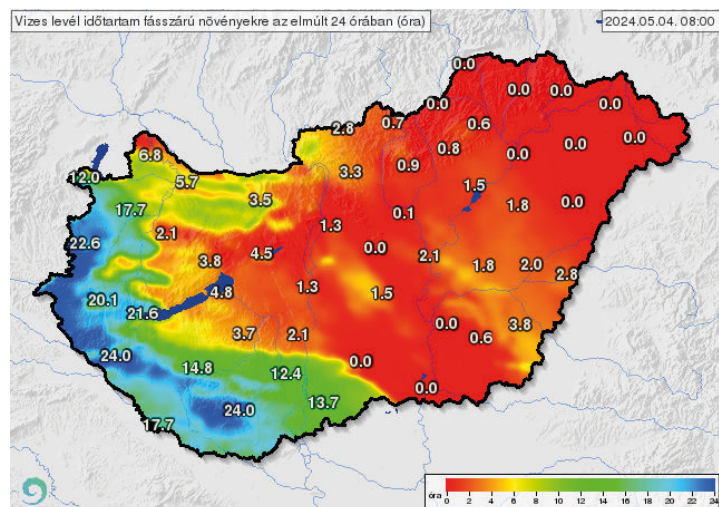 Vizes levél időtartam fásszárú növényekre az elmúlt 24 órában (óra)
2024.05.04. 08:00
0.0
0.0 0.0
0.0 0.0
2.8 0.7 0.6 0.0
6.8 0.8 0.0 0.0
12.0 5.7 3.3 0.9
17.7 3.5 1.5 1.8 0.0
2.1 1.3 0.1
22.6 4.5 0.0 2.1
3.8 1.8 2.0 2.8
20.1 4.8 1.3 1.5
21.6
3.7 2.1 0.0 0.6 3.8
24.0 14.8 12.4 0.0
24.0 13.7 0.0
17.7
óra 0 2 4 6 8 10 12 14 16 18 20 22 24